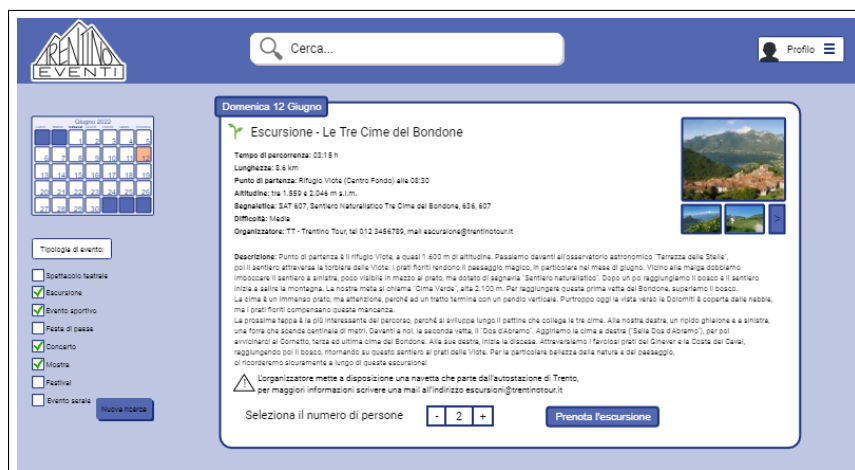 TRENTINO
EVENTI
Cerca...
Profilo
Giugno 2022
1 2 3 4 5
6 7 8 9 10 11 12
13 14 15 16 17 18 19
20 21 22 23 24 25 26
27 28 29 30
Tipologia di evento:
Spettacolo teatrale
Escursione
Evento sportivo
Festa di paese
Concerto
Mostra
Festival
Evento serale
Nuova ricerca
Domenica 12 Giugno
Escursione - Le Tre Cime del Bondone
Tempo di percorrenza: 03:15 h
Lunghezza: 8.6 km
Punto di partenza: Rifugio Viote (Centro Fondo) alle 08:30
Altitudine: tra 1.559 e 2.046 m s.l.m.
Segnaletica: SAT 607, Sentiero Naturalistico Tre Cime del Bondone, 636, 607
Difficoltà: Media
Organizzatore: TT - Trentino Tour, tel 012 3456789, mail escursione@trentinotour.it
>
Descrizione: Punto di partenza è il rifugio Viote, a quasi 1.600 m di altitudine. Passiamo davanti all'osservatorio astronomico "Terrazza delle Stelle",
poi il sentiero attraversa la torbiera delle Viote. I prati fioriti rendono il paesaggio magico, in particolare nel mese di giugno. Vicino alla malga dobbiamo
imboccare il sentiero a sinistra, poco visibile in mezzo al prato, ma dotato di segnavia "Sentiero naturalistico". Dopo un po' raggiungiamo il bosco e il sentiero
inizia a salire la montagna. La nostra meta si chiama "Cima Verde", alta 2.100 m. Per raggiungere questa prima vetta del Bondone, superiamo il bosco.
La cima è un immenso prato, ma attenzione, perché ad un tratto termina con un pendio verticale. Purtroppo oggi la vista verso le Dolomiti è coperta dalle nebbie,
ma i prati fioriti compensano questa mancanza.
La prossima tappa è la più interessante del percorso, perché si sviluppa lungo il pettine che collega le tre cime. Alla nostra destra, un ripido ghiaione e a sinistra,
una forra che scende centinaia di metri. Davanti a noi, la seconda vetta, il "Dos d'Abramo". Aggiriamo la cima a destra ("Sella Dos d'Abramo"), per poi
avvicinarci al Cornetto, terza ed ultima cima del Bondone. Alla sua destra, inizia la discesa. Attraversiamo i favolosi prati del Ginever e la Costa dei Cavai,
raggiungendo poi il bosco, ritornando su questo sentiero ai prati delle Viote. Per la particolare bellezza della natura e del paesaggio,
ci ricorderemo sicuramente a lungo di questa escursione!
L'organizzatore mette a disposizione una navetta che parte dall'autostazione di Trento,
per maggiori informazioni scrivere una mail all'indirizzo escursioni@trentinotour.it
Seleziona il numero di persone - 2 + Prenota l'escursione